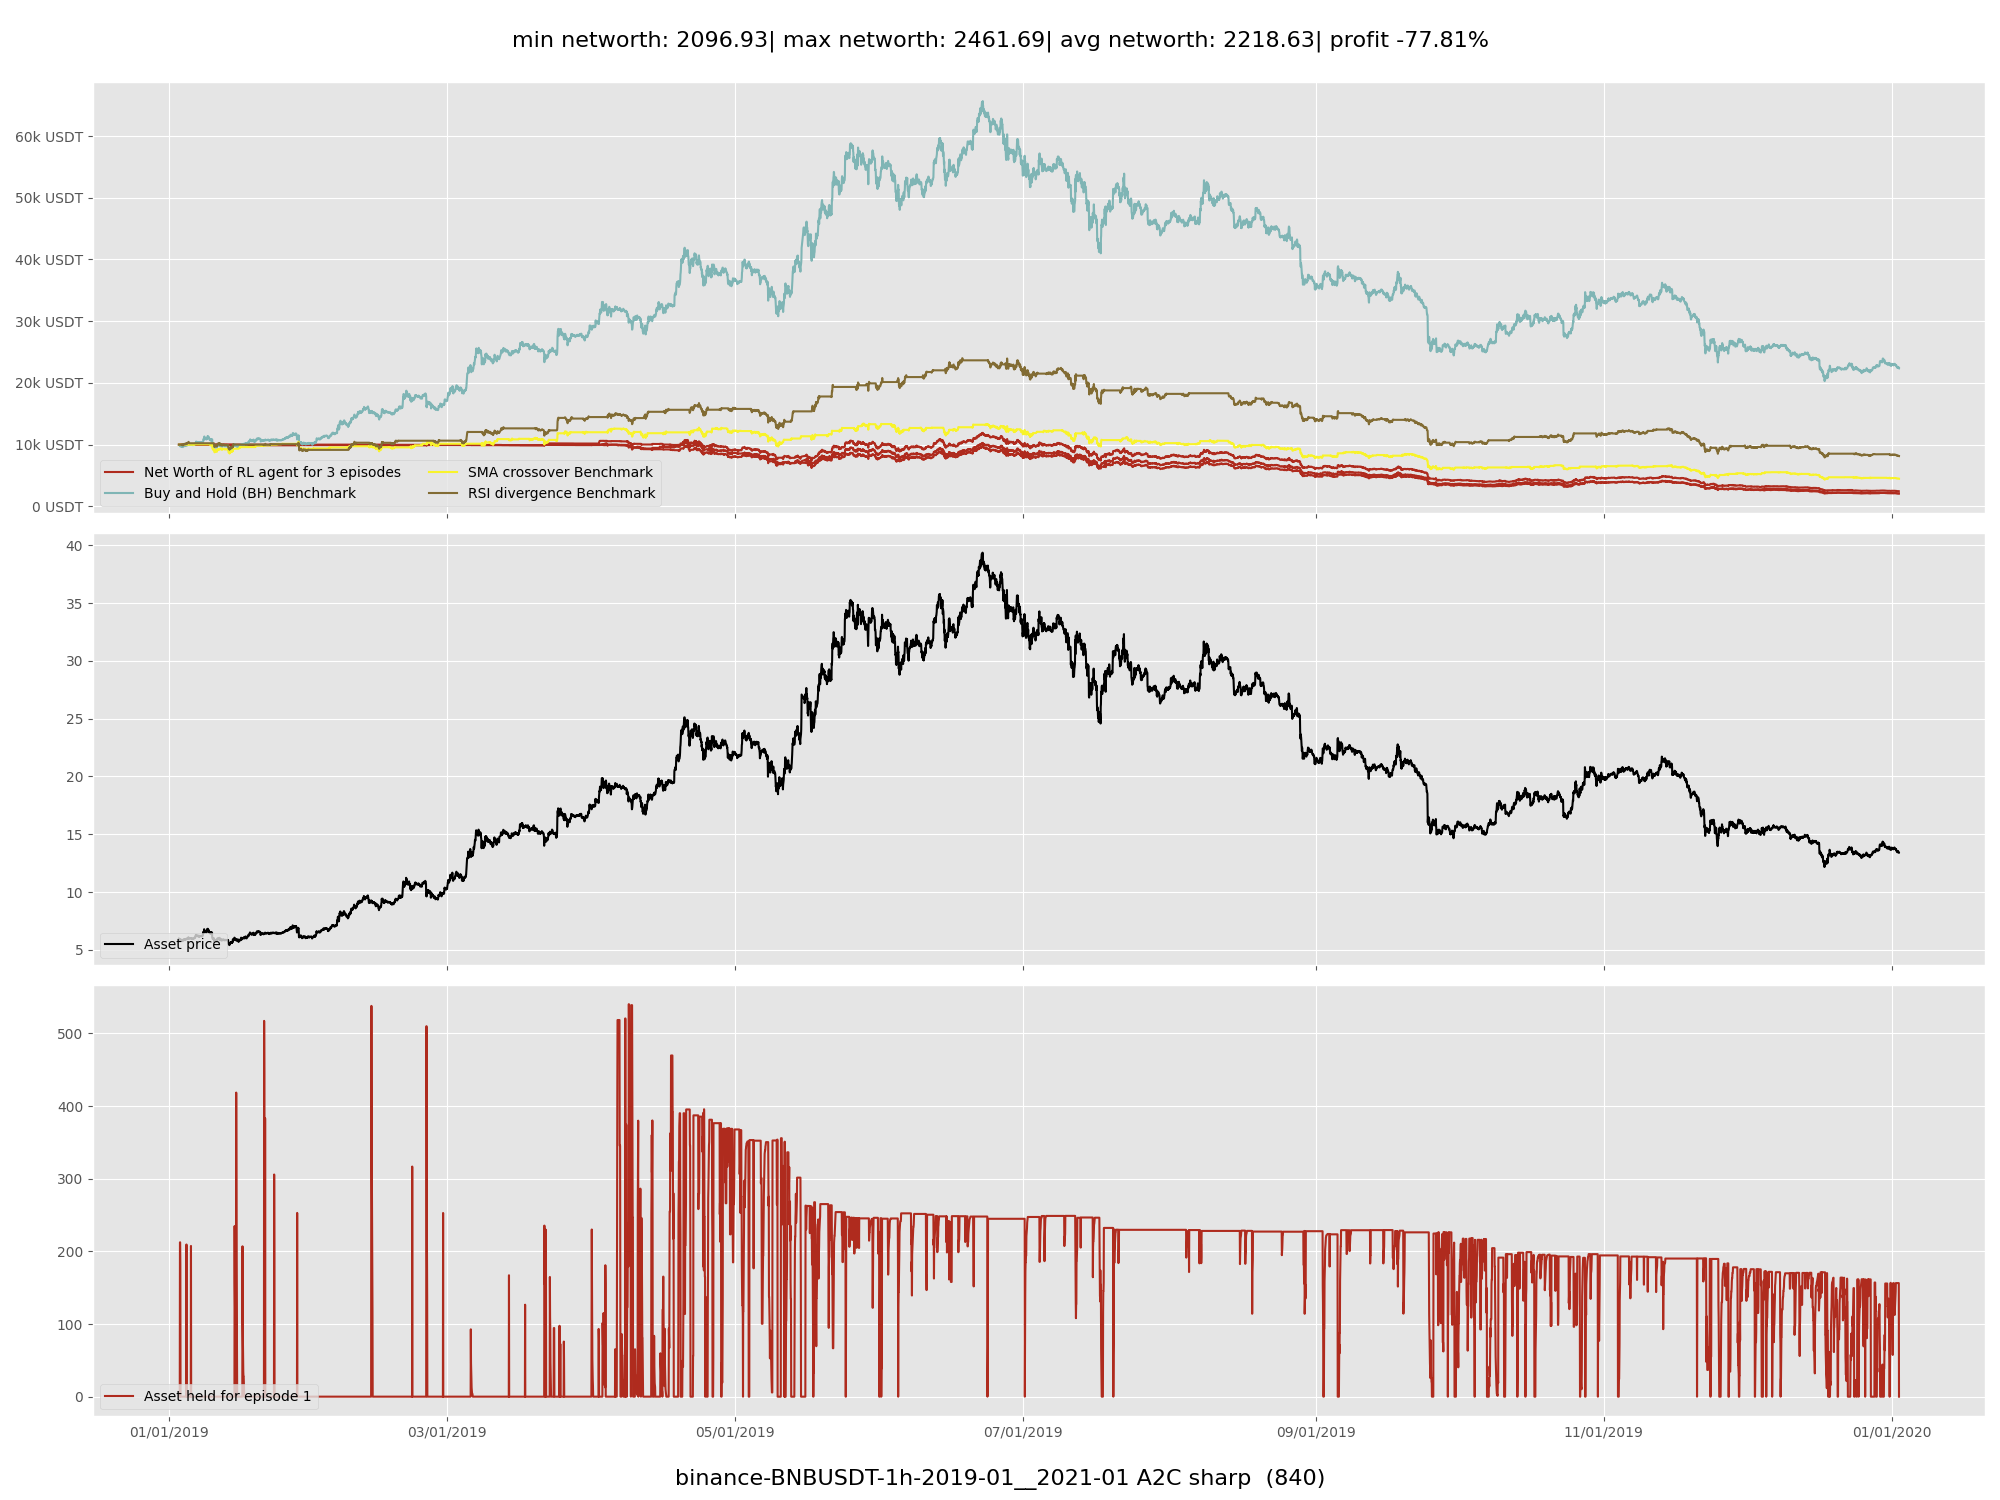 min networth: 2096.93| max networth: 2461.69| avg networth: 2218.63| profit -77.81%
60k USDT
50k USDT
40k USDT
30k USDT
20k USDT
10k USDT
0 USDT
Net Worth of RL agent for 3 episodes
Buy and Hold (BH) Benchmark
SMA crossover Benchmark
RSI divergence Benchmark
40
35
30
25
20
15
10
5
Asset price
500
400
300
200
100
0
Asset held for episode 1
01/01/2019 03/01/2019 05/01/2019 07/01/2019 09/01/2019 11/01/2019 01/01/2020
binance-BNBUSDT-1h-2019-01__2021-01 A2C sharp (840)